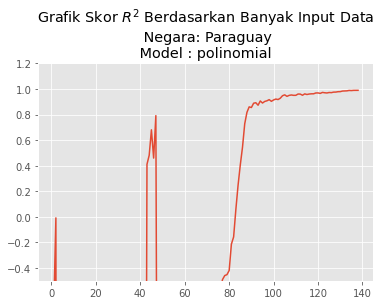 Grafik Skor R² Berdasarkan Banyak Input Data
Negara: Paraguay
Model : polinomial
1.2
1.0
0.8
0.6
0.4
0.2
0.0
−0.2
−0.4
0 20 40 60 80 100 120 140